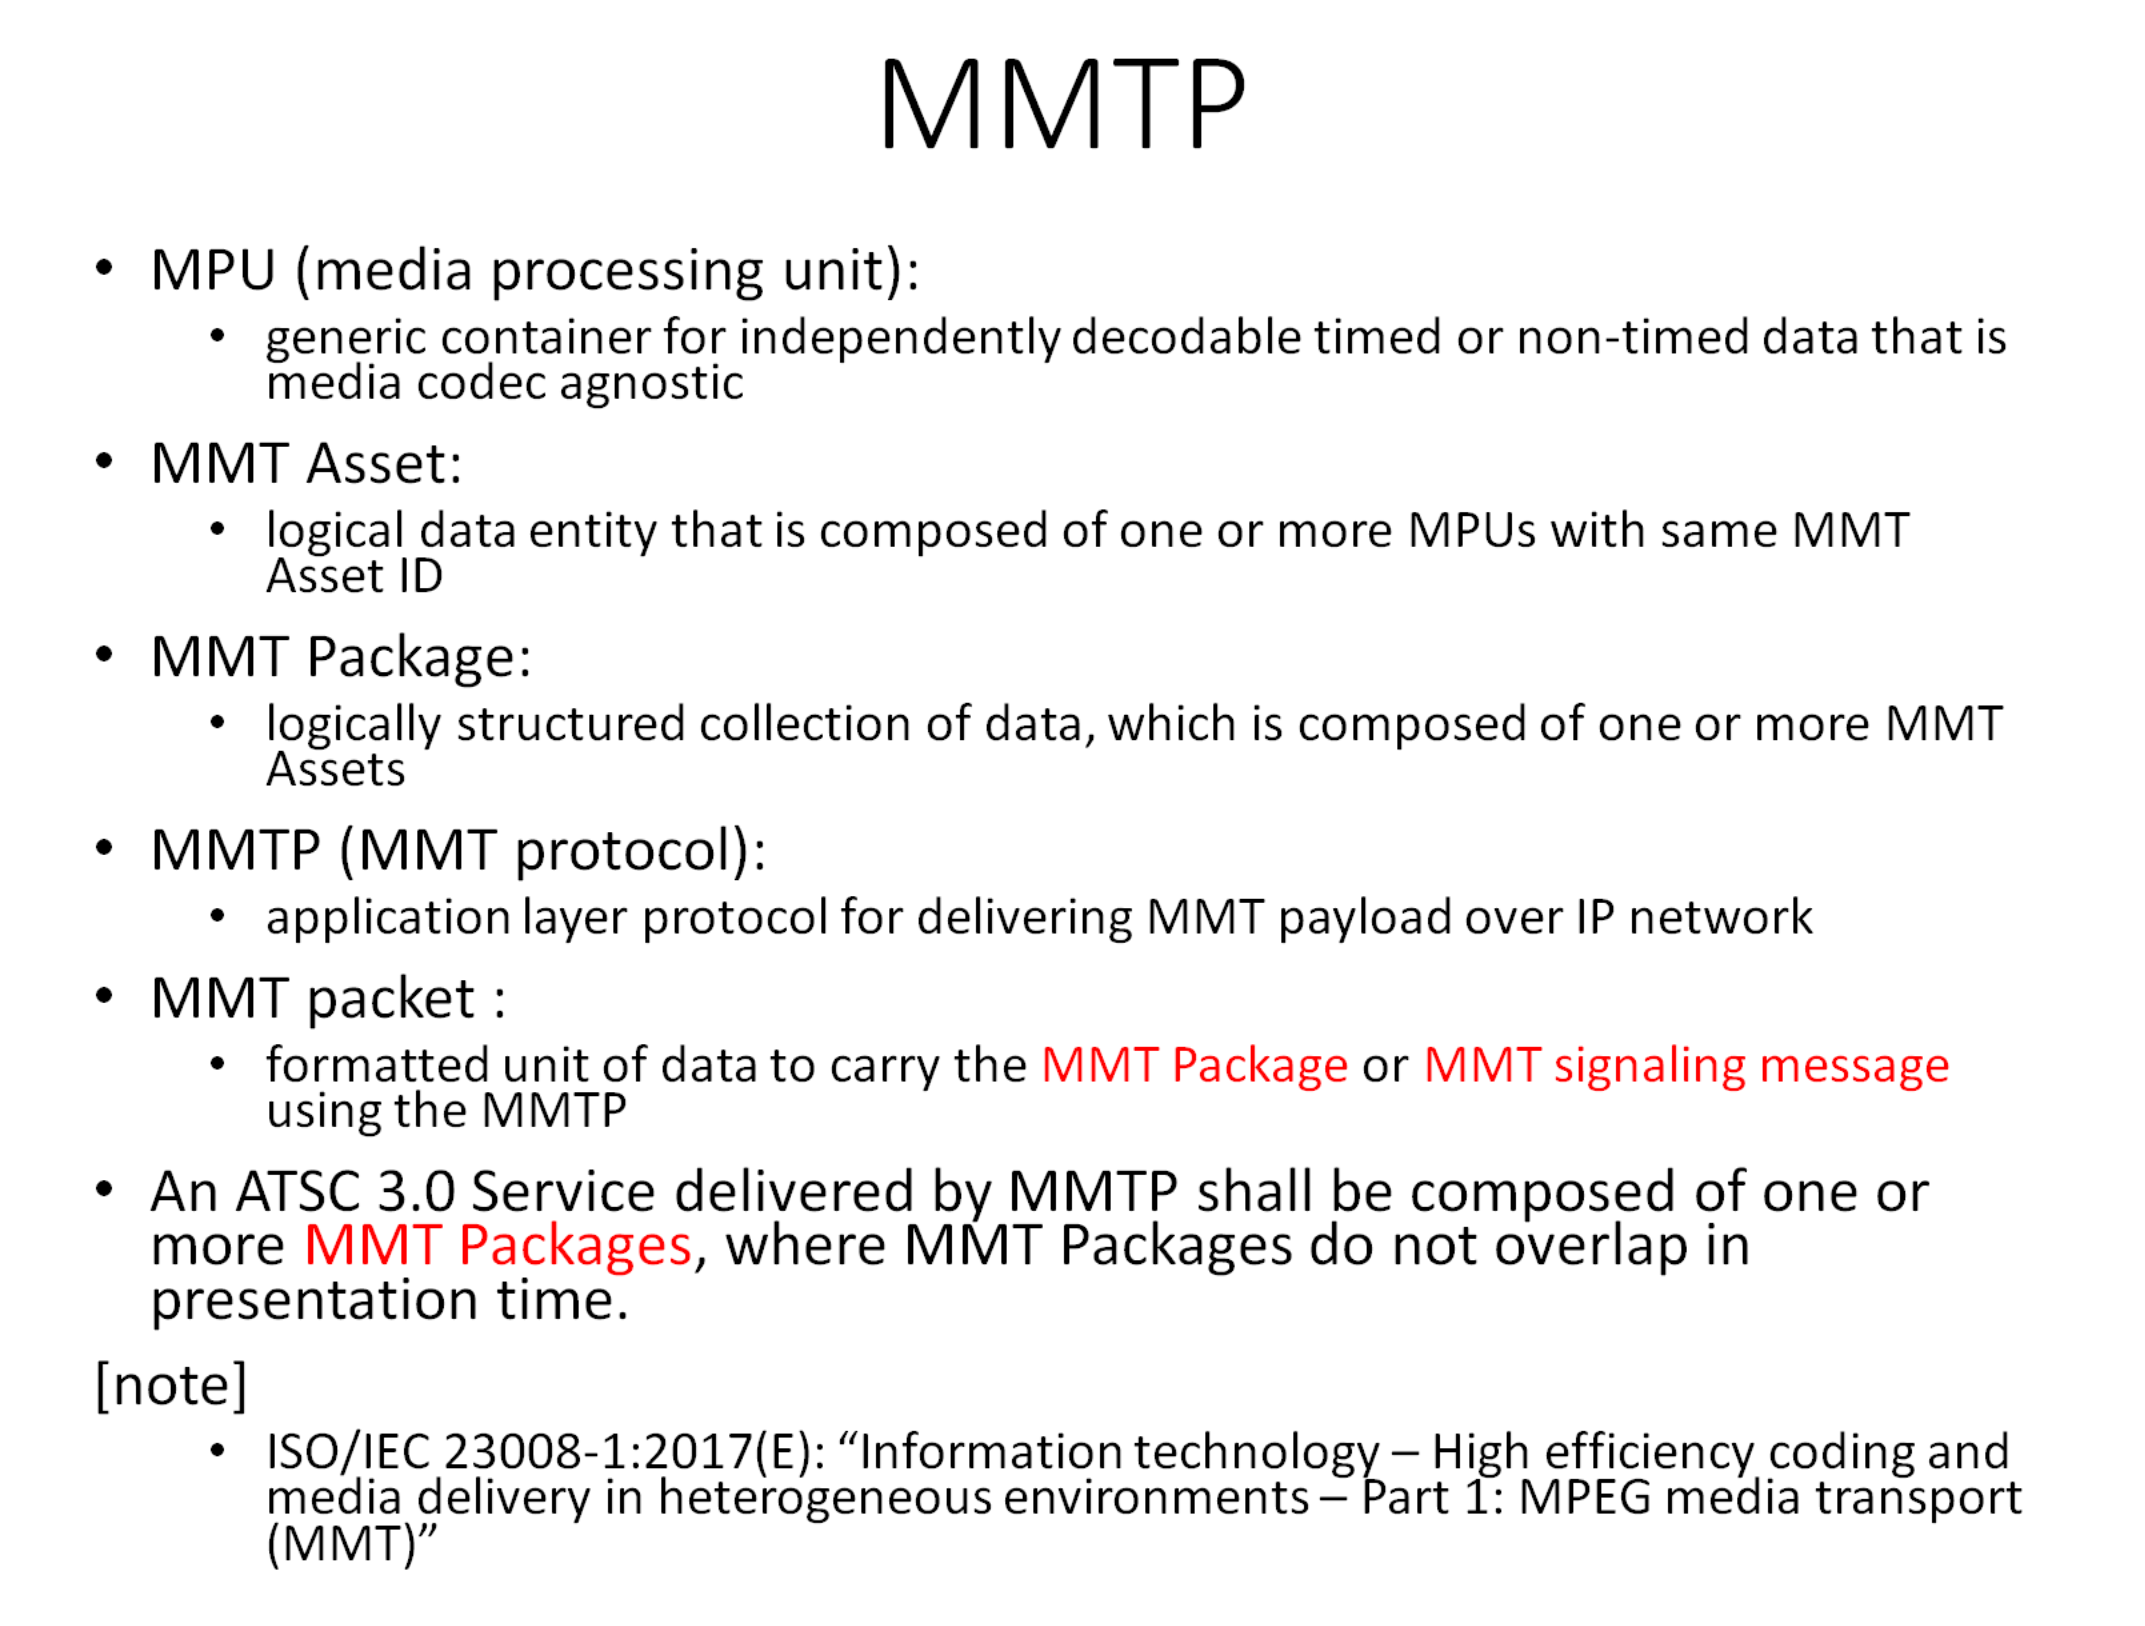 MMTP
• MPU (media processing unit):
• generic container for independently decodable timed or non-timed data that is
media codec agnostic
• MMT Asset:
• logical data entity that is composed of one or more MPUs with same MMT
Asset ID
• MMT Package:
• logically structured collection of data, which is composed of one or more MMT
Assets
• MMTP (MMT protocol):
• application layer protocol for delivering MMT payload over IP network
• MMT packet :
• formatted unit of data to carry the MMT Package or MMT signaling message
using the MMTP
• An ATSC 3.0 Service delivered by MMTP shall be composed of one or
more MMT Packages, where MMT Packages do not overlap in
presentation time.
[note]
• ISO/IEC 23008-1:2017(E): “Information technology – High efficiency coding and
media delivery in heterogeneous environments – Part 1: MPEG media transport
(MMT)”